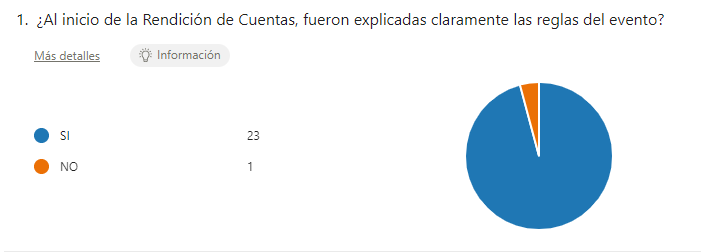 1. ¿Al inicio de la Rendición de Cuentas, fueron explicadas claramente las reglas del evento?
Más detalles Información
SI 23
NO 1